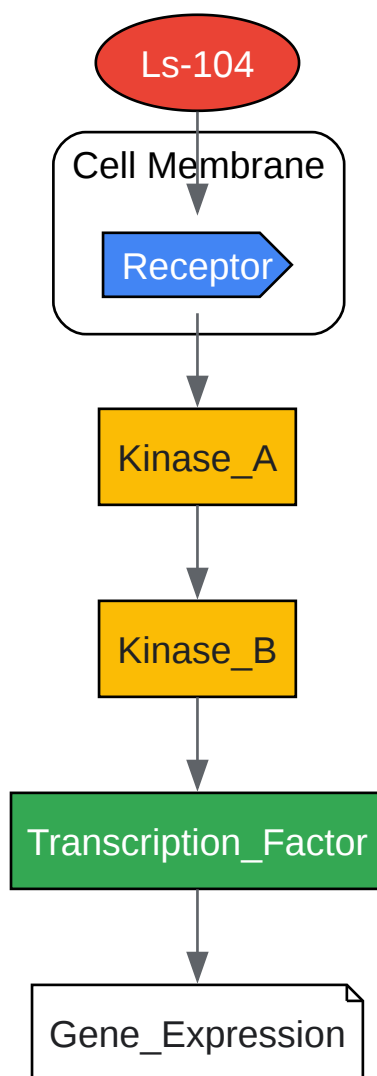 Ls-104
Cell Membrane
Receptor
Kinase_A
Kinase_B
Transcription_Factor
Gene_Expression